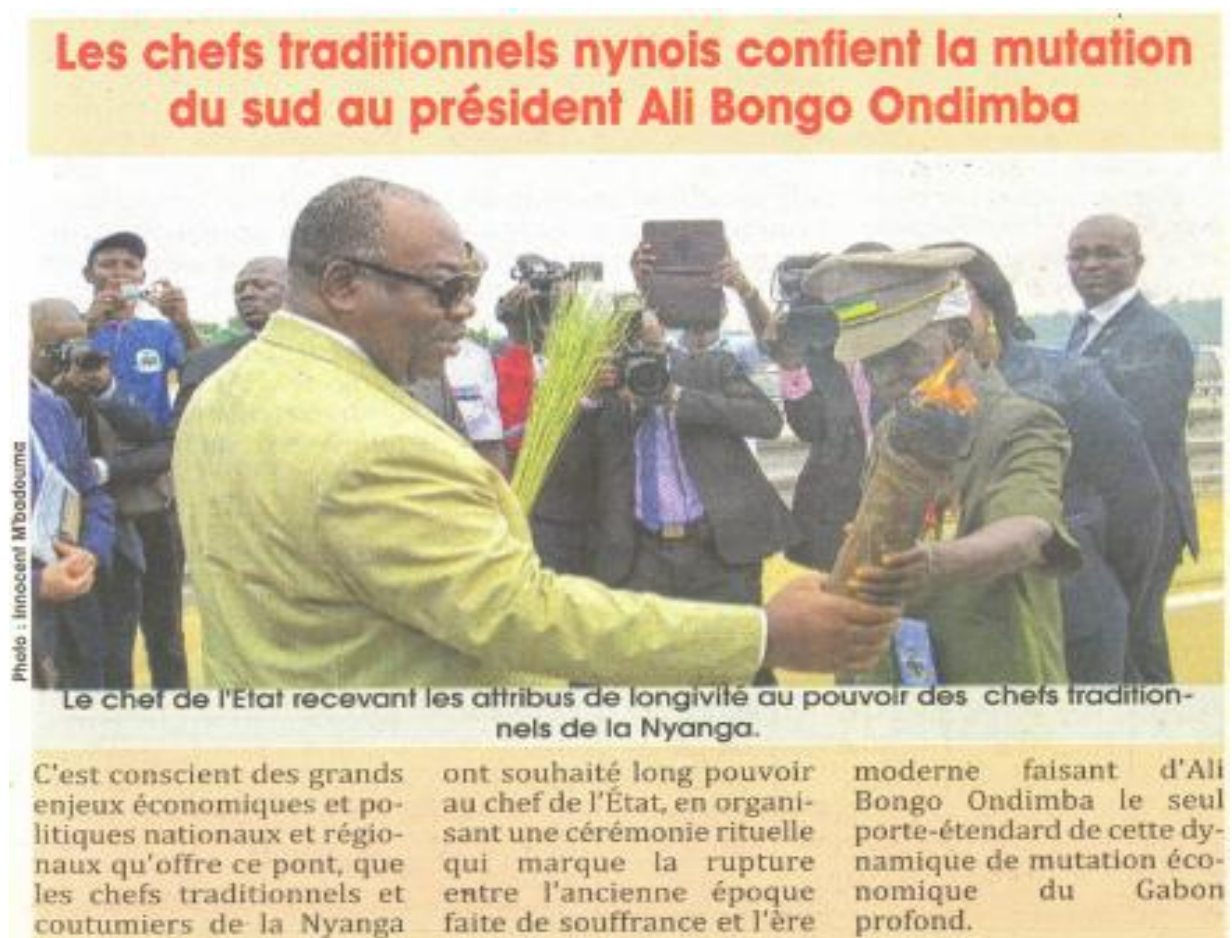 Les chefs traditionnels nynois confient la mutation
du sud au président Ali Bongo Ondimba
Photo : Innocent M'badouma
Le chef de l'Etat recevant les attribus de longivité au pouvoir des chefs tradition-
nels de la Nyanga.
C'est conscient des grands
enjeux économiques et po-
litiques nationaux et régio-
naux qu'offre ce pont, que
les chefs traditionnels et
coutumiers de la Nyanga
ont souhaité long pouvoir
au chef de l'État, en organi-
sant une cérémonie rituelle
qui marque la rupture
entre l'ancienne époque
faite de souffrance et l'ère
moderne faisant d'Ali
Bongo Ondimba le seul
porte-étendard de cette dy-
namique de mutation éco-
nomique du Gabon
profond.